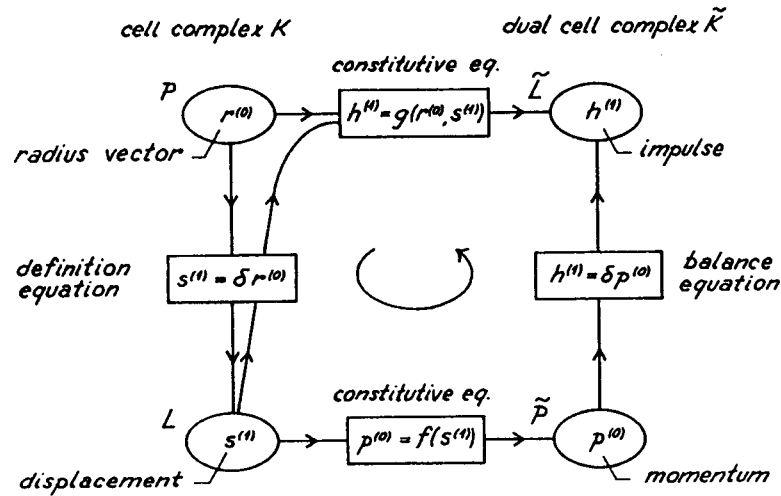 cell complex K
dual cell complex K̃
constitutive eq.
P
r⁽⁰⁾
h⁽¹⁾ = g(r⁽⁰⁾, s⁽¹⁾)
L̃
h⁽¹⁾
radius vector
impulse
definition
equation
s⁽¹⁾ = δ r⁽⁰⁾
h⁽¹⁾ = δp⁽⁰⁾
balance
equation
constitutive eq.
L
s⁽¹⁾
p⁽⁰⁾ = f(s⁽¹⁾)
P̃
p⁽⁰⁾
displacement
momentum